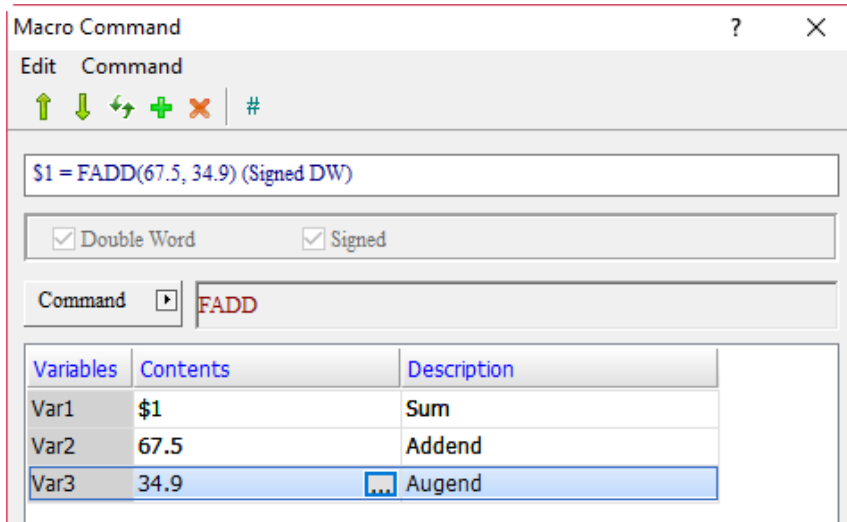 Macro Command ?
Edit Command
#
$1 = FADD(67.5, 34.9) (Signed DW)
Double Word Signed
Command FADD
Variables Contents Description
Var1 $1 Sum
Var2 67.5 Addend
Var3 34.9 ... Augend